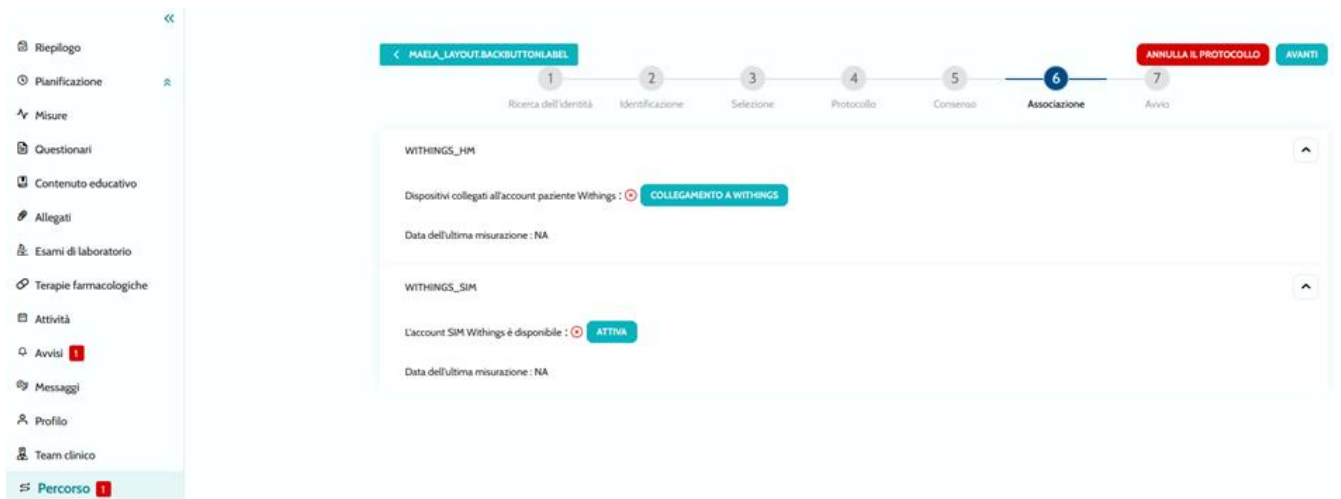 «
Riepilogo
Pianificazione
Misure
Questionari
Contenuto educativo
Allegati
Esami di laboratorio
Terapie farmacologiche
Attività
Avvisi 1
Messaggi
Profilo
Team clinico
Percorso 1
< MAELA_LAYOUT.BACKBUTTONLABEL
ANNULLA IL PROTOCOLLO AVANTI
1 2 3 4 5 6 7
Ricerca dell'identità Identificazione Selezione Protocollo Consenso Associazione Avvio
WITHINGS_HM
Dispositivi collegati all'account paziente Withings : COLLEGAMENTO A WITHINGS
Data dell'ultima misurazione : NA
WITHINGS_SIM
L'account SIM Withings è disponibile : ATTIVA
Data dell'ultima misurazione : NA